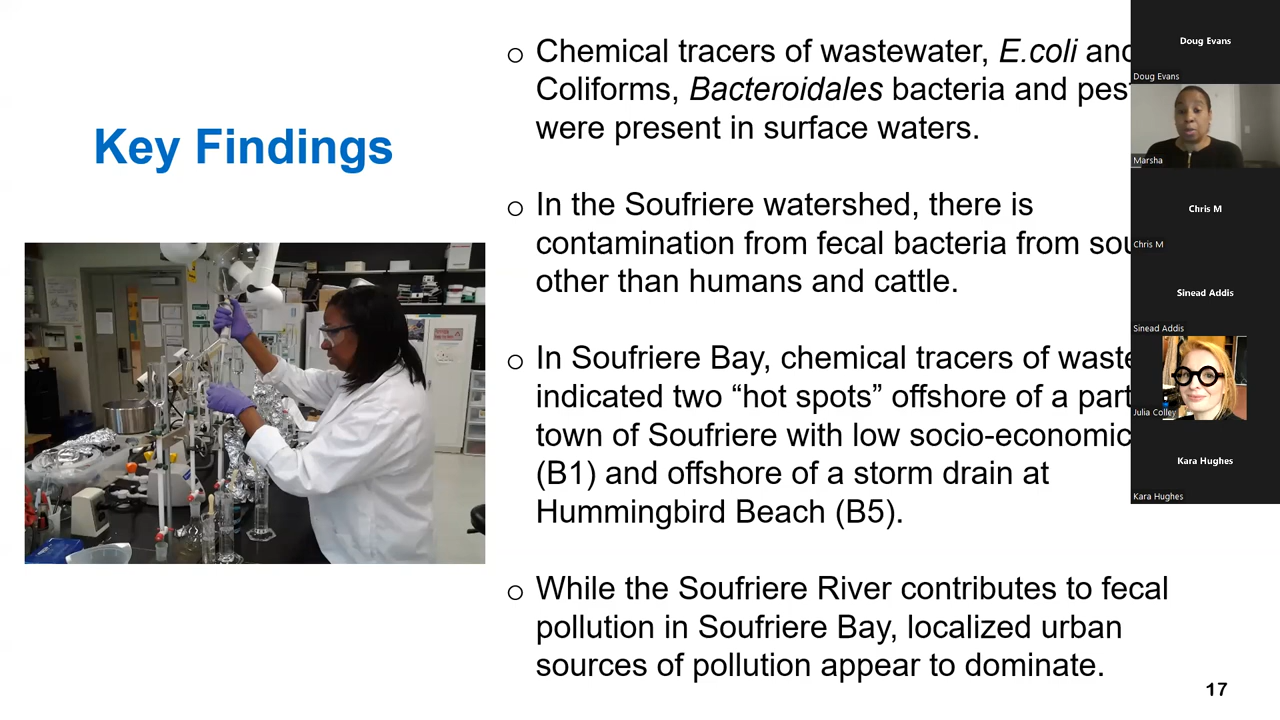 Key Findings
o Chemical tracers of wastewater, E.coli and
Coliforms, Bacteroidales bacteria and
were present in surface waters.
o In the Soufriere watershed, there is
contamination from fecal bacteria from
other than humans and cattle.
o In Soufriere Bay, chemical tracers of
indicated two “hot spots” offshore of a part
town of Soufriere with low socio-economic
(B1) and offshore of a storm drain at
Hummingbird Beach (B5).
o While the Soufriere River contributes to fecal
pollution in Soufriere Bay, localized urban
sources of pollution appear to dominate.
17
Doug Evans
Doug Evans
Marsha
Chris M
Chris M
Sinead Addis
Sinead Addis
Julia Colley
Kara Hughes
Kara Hughes